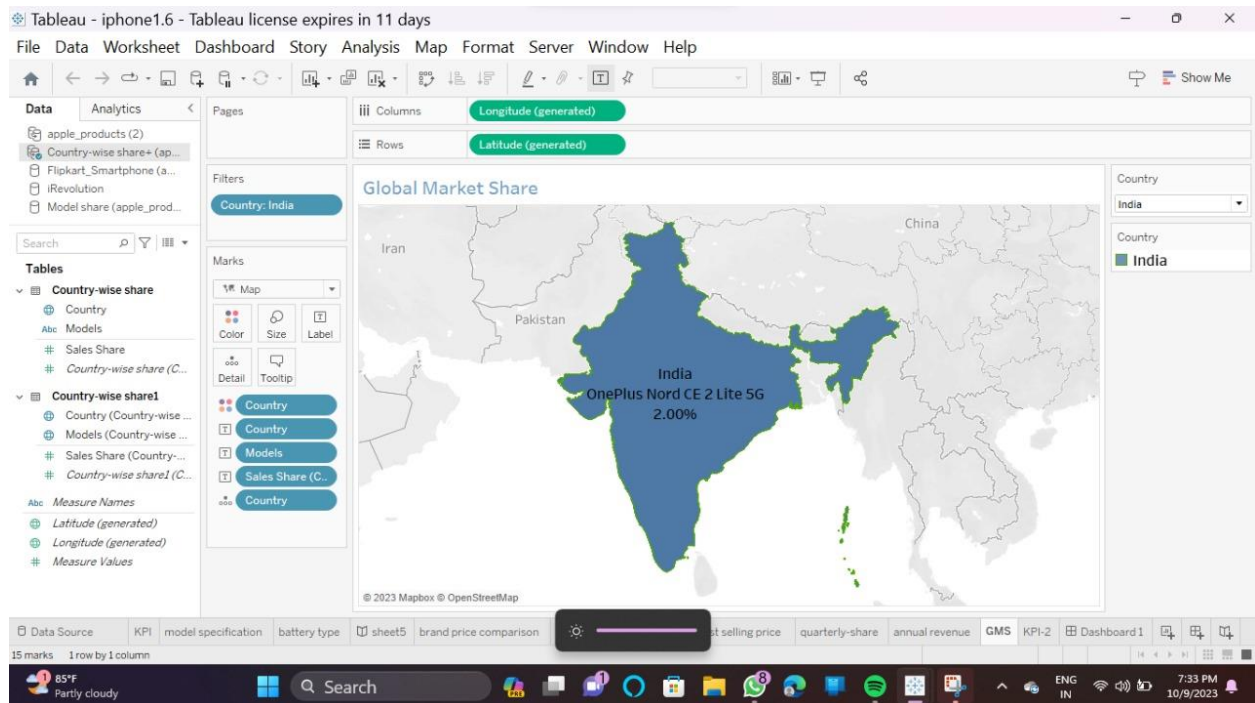 Tableau - iphone1.6 - Tableau license expires in 11 days
File Data Worksheet Dashboard Story Analysis Map Format Server Window Help
Show Me
Data Analytics
apple_products (2)
Country-wise share+ (ap...
Flipkart_Smartphone (a...
iRevolution
Model share (apple_prod...
Search
Tables
Country-wise share
Country
Abc Models
# Sales Share
# Country-wise share (C...
Country-wise share1
Country (Country-wise ...
Models (Country-wise ...
# Sales Share (Country-...
# Country-wise share1 (C...
Abc Measure Names
Latitude (generated)
Longitude (generated)
# Measure Values
Pages
Filters
Country: India
Marks
Map
Color Size Label
Detail Tooltip
Country
Country
Models
Sales Share (C..
Country
Columns Longitude (generated)
Rows Latitude (generated)
Global Market Share
Iran
China
Pakistan
India
OnePlus Nord CE 2 Lite 5G
2.00%
© 2023 Mapbox © OpenStreetMap
Country
India
Country
India
Data Source KPI model specification battery type sheet5 brand price comparison selling price quarterly-share annual revenue GMS KPI-2 Dashboard 1
15 marks 1 row by 1 column
1
85°F
Partly cloudy
Search
PRE
8
ENG
IN
7:33 PM
10/9/2023